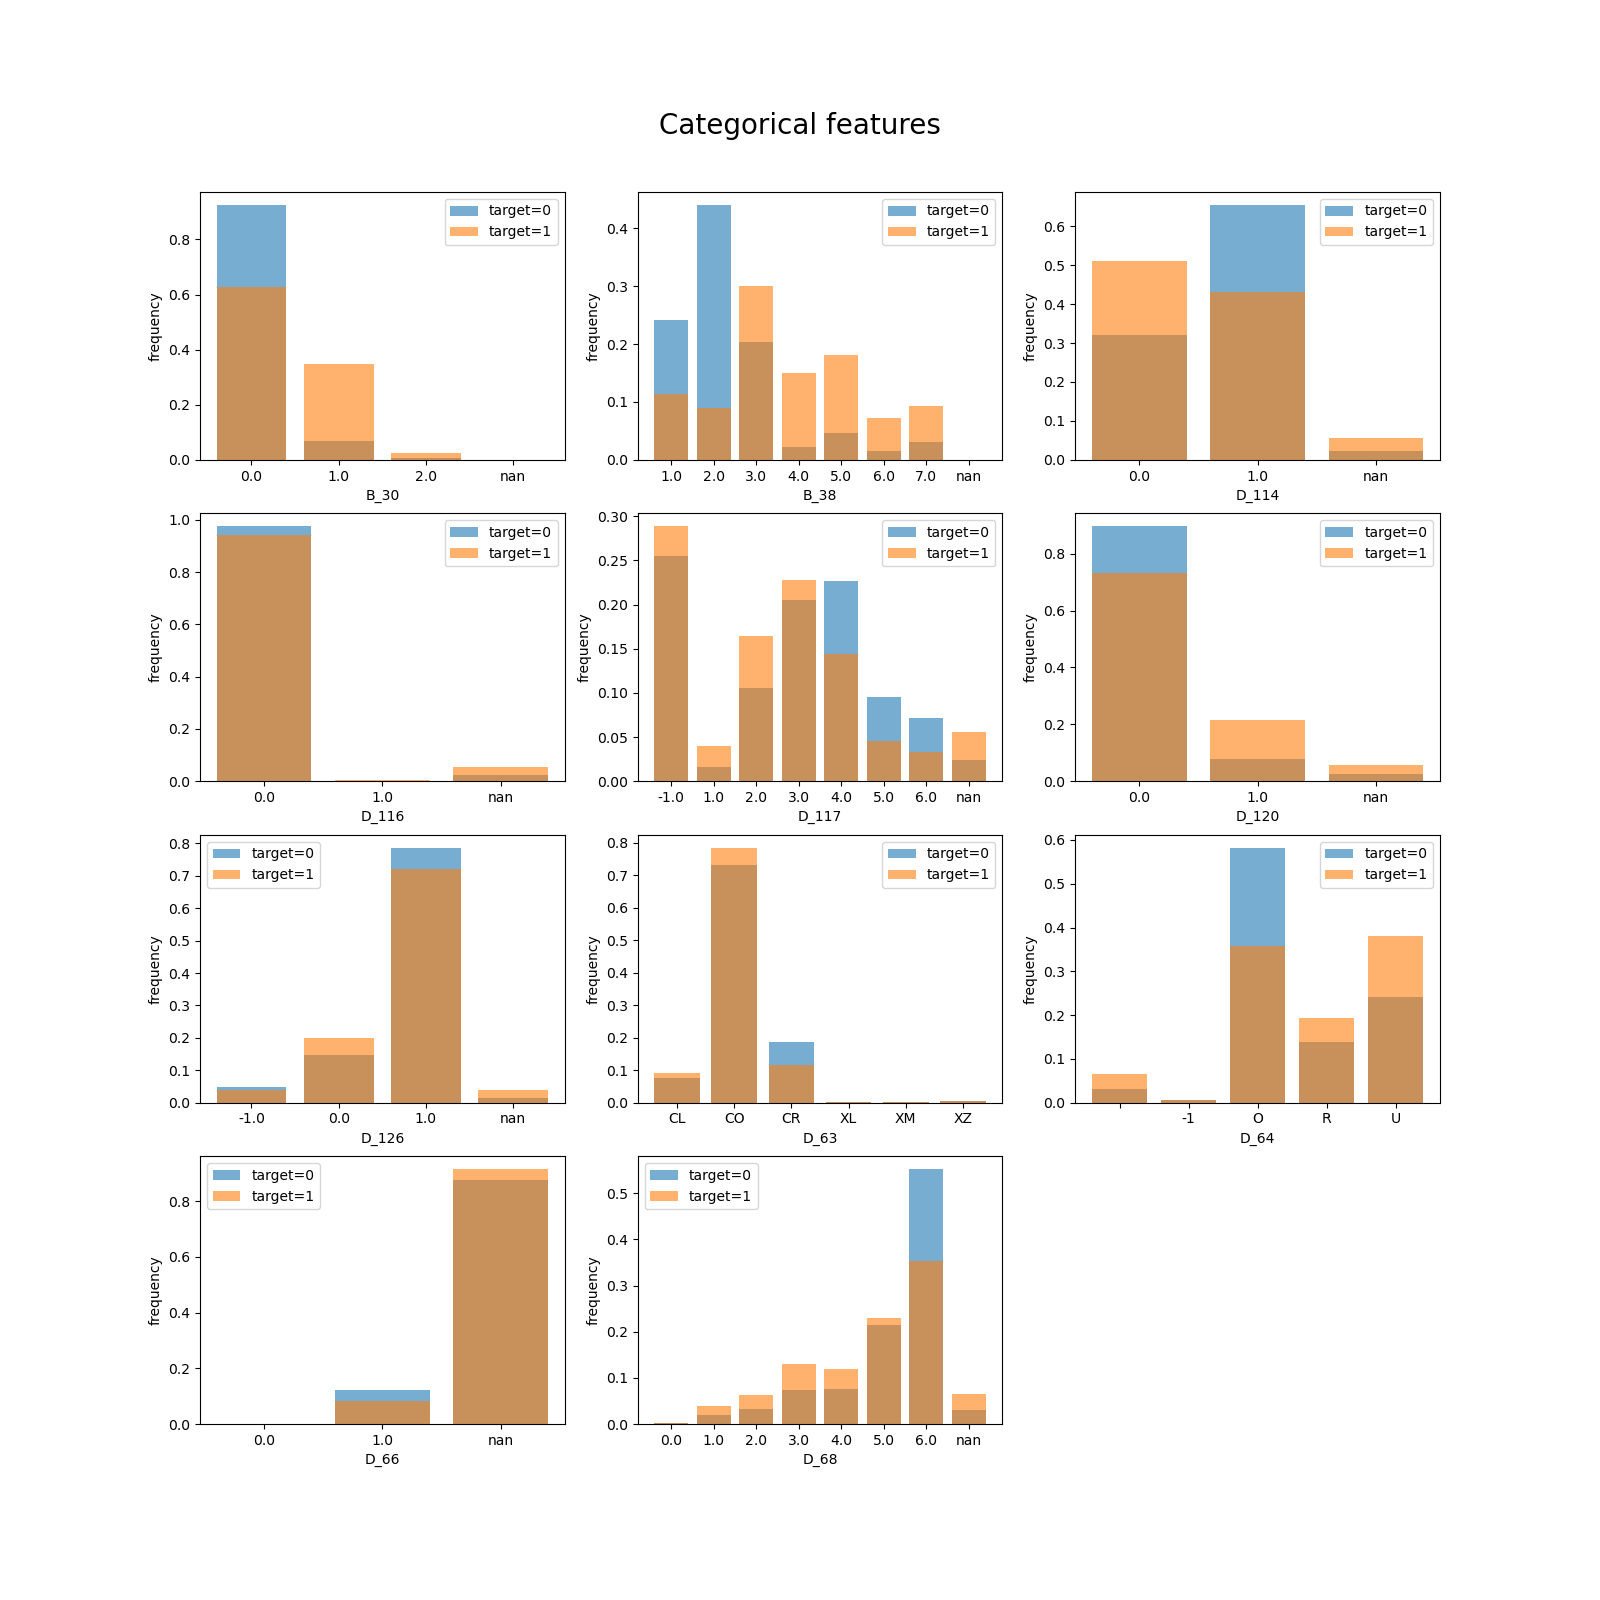 Categorical features
target=0
target=1
frequency
0.8
0.6
0.4
0.2
0.0
0.0 1.0 2.0 nan
B_30
target=0
target=1
frequency
0.4
0.3
0.2
0.1
0.0
1.0 2.0 3.0 4.0 5.0 6.0 7.0 nan
B_38
target=0
target=1
frequency
0.6
0.5
0.4
0.3
0.2
0.1
0.0
0.0 1.0 nan
D_114
target=0
target=1
frequency
1.0
0.8
0.6
0.4
0.2
0.0
0.0 1.0 nan
D_116
target=0
target=1
frequency
0.30
0.25
0.20
0.15
0.10
0.05
0.00
-1.0 1.0 2.0 3.0 4.0 5.0 6.0 nan
D_117
target=0
target=1
frequency
0.8
0.6
0.4
0.2
0.0
0.0 1.0 nan
D_120
target=0
target=1
frequency
0.8
0.7
0.6
0.5
0.4
0.3
0.2
0.1
0.0
-1.0 0.0 1.0 nan
D_126
target=0
target=1
frequency
0.8
0.7
0.6
0.5
0.4
0.3
0.2
0.1
0.0
CL CO CR XL XM XZ
D_63
target=0
target=1
frequency
0.6
0.5
0.4
0.3
0.2
0.1
0.0
-1 O R U
D_64
target=0
target=1
frequency
0.8
0.6
0.4
0.2
0.0
0.0 1.0 nan
D_66
target=0
target=1
frequency
0.5
0.4
0.3
0.2
0.1
0.0
0.0 1.0 2.0 3.0 4.0 5.0 6.0 nan
D_68